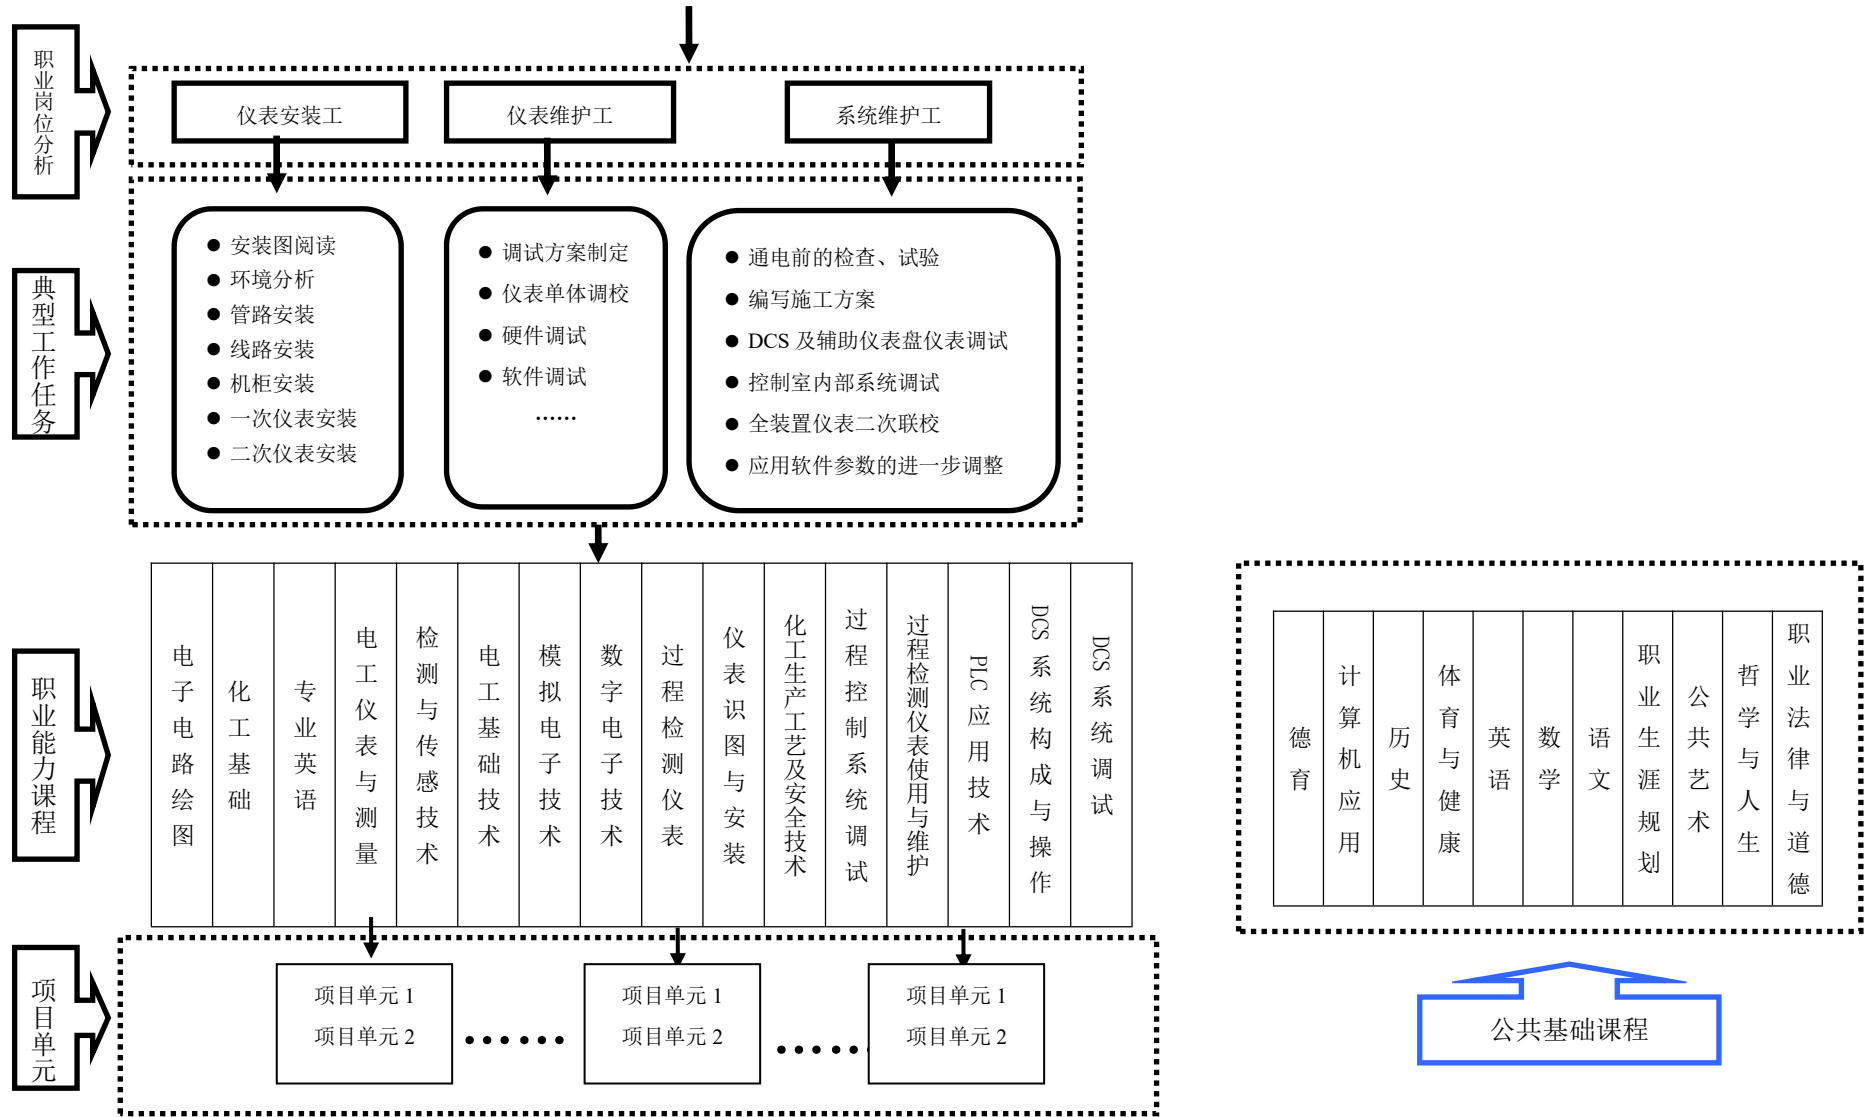 职业岗位分析
仪表安装工
仪表维护工
系统维护工
典型工作任务
● 安装图阅读
● 环境分析
● 管路安装
● 线路安装
● 机柜安装
● 一次仪表安装
● 二次仪表安装
● 调试方案制定
● 仪表单体调校
● 硬件调试
● 软件调试
……
● 通电前的检查、试验
● 编写施工方案
● DCS 及辅助仪表盘仪表调试
● 控制室内部系统调试
● 全装置仪表二次联校
● 应用软件参数的进一步调整
职业能力课程
电子电路绘图
化工基础
专业英语
电工仪表与测量
检测与传感技术
电工基础技术
模拟电子技术
数字电子技术
过程检测仪表
仪表识图与安装
化工生产工艺及安全技术
过程控制系统调试
过程检测仪表使用与维护
PLC 应用技术
DCS 系统构成与操作
DCS 系统调试
德育
计算机应用
历史
体育与健康
英语
数学
语文
职业生涯规划
公共艺术
哲学与人生
职业法律与道德
项目单元
项目单元 1
项目单元 2
······
项目单元 1
项目单元 2
······
项目单元 1
项目单元 2
公共基础课程